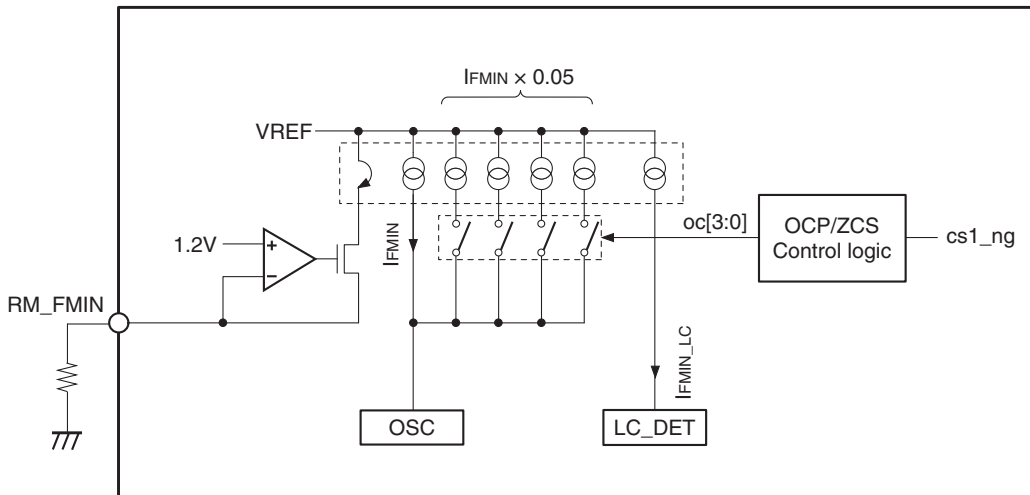 IFMIN × 0.05
VREF
oc[3:0]
OCP/ZCS
Control logic
cs1_ng
1.2V
+
−
IFMIN
RM_FMIN
IFMIN_LC
OSC
LC_DET